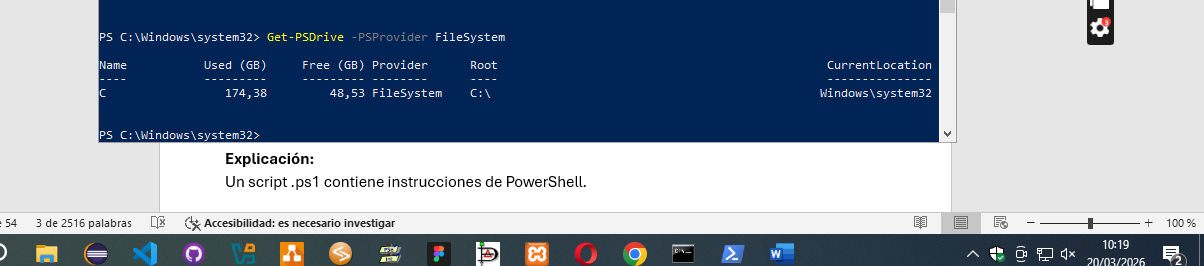 PS C:\Windows\system32> Get-PSDrive -PSProvider FileSystem
Name Used (GB) Free (GB) Provider Root CurrentLocation
---- --------- --------- -------- ---- ---------------
C 174,38 48,53 FileSystem C:\ Windows\system32
PS C:\Windows\system32>
Explicación:
Un script .ps1 contiene instrucciones de PowerShell.
e 54 3 de 2516 palabras Accesibilidad: es necesario investigar 100 %
10:19
20/03/2026
2